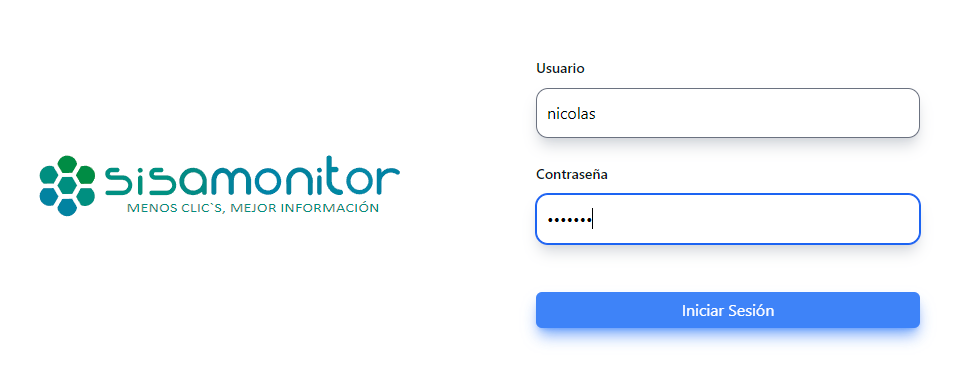 sisamonitor
MENOS CLIC`S, MEJOR INFORMACIÓN
Usuario
nicolas
Contraseña
•••••••
Iniciar Sesión